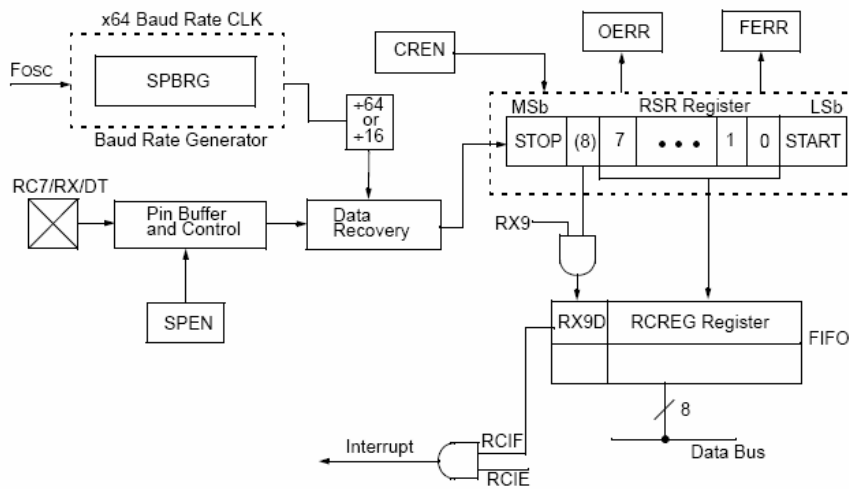 x64 Baud Rate CLK
OERR
FERR
CREN
FOSC
SPBRG
MSb
RSR Register
LSb
+64
or
+16
STOP
(8)
7
• • •
1
0
START
Baud Rate Generator
RC7/RX/DT
Pin Buffer
and Control
Data
Recovery
RX9
SPEN
RX9D
RCREG Register
FIFO
8
Interrupt
RCIF
RCIE
Data Bus